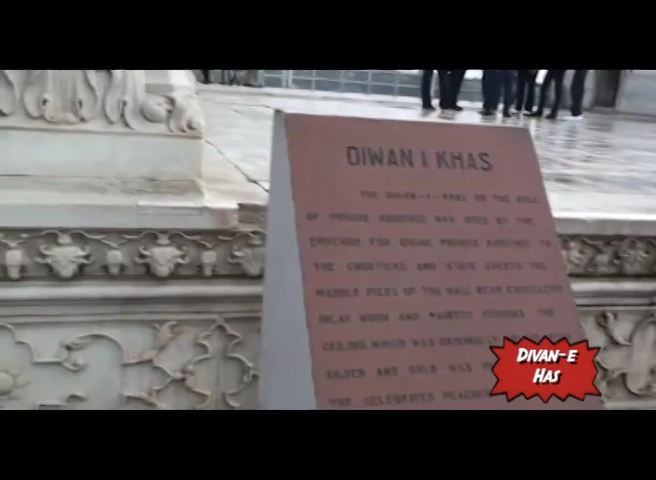 DIWAN I KHAS
THE DIWAN-I-KHAS OR THE HALL
OF PRIVATE AUDIENCE WAS USED BY THE
EMPEROR FOR GIVING PRIVATE AUDIENCE TO
THE COURTIERS AND STATE GUESTS THE
MARBLE PIERS OF THE HALL BEAR EXCELLENT
INLAY WORK AND PAINTED DESIGNS THE
CEILING WHICH WAS ORIGINALLY
SILVER AND GOLD WAS
THE CELEBRATED PEACOCK
DIVAN-E
HAS